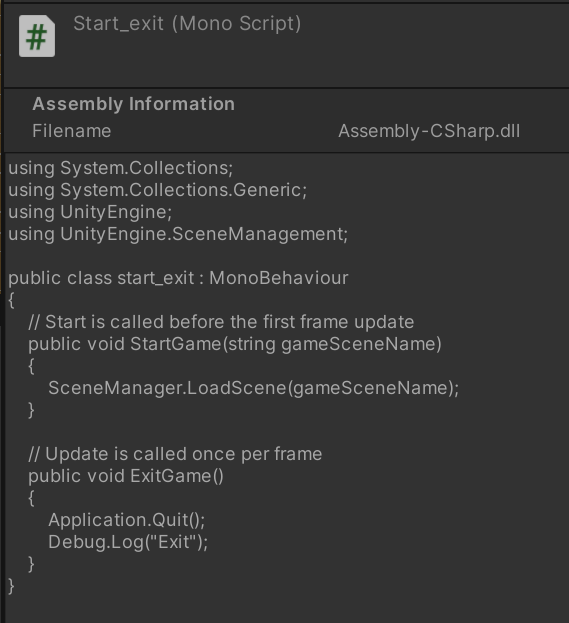 #
Start_exit (Mono Script)
Assembly Information
Filename Assembly-CSharp.dll
using System.Collections;
using System.Collections.Generic;
using UnityEngine;
using UnityEngine.SceneManagement;

public class start_exit : MonoBehaviour
{
    // Start is called before the first frame update
    public void StartGame(string gameSceneName)
    {
        SceneManager.LoadScene(gameSceneName);
    }

    // Update is called once per frame
    public void ExitGame()
    {
        Application.Quit();
        Debug.Log("Exit");
    }
}